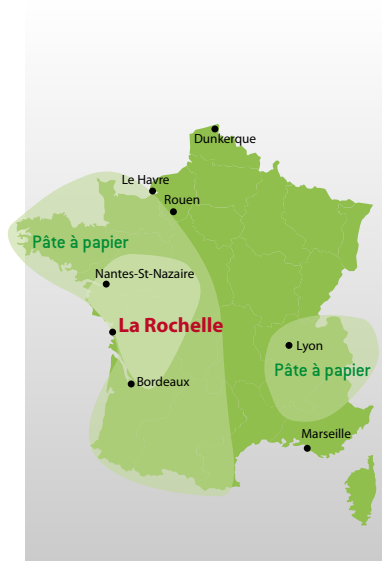 Dunkerque
Le Havre
Rouen
Pâte à papier
Nantes-St-Nazaire
La Rochelle
Lyon
Pâte à papier
Bordeaux
Marseille